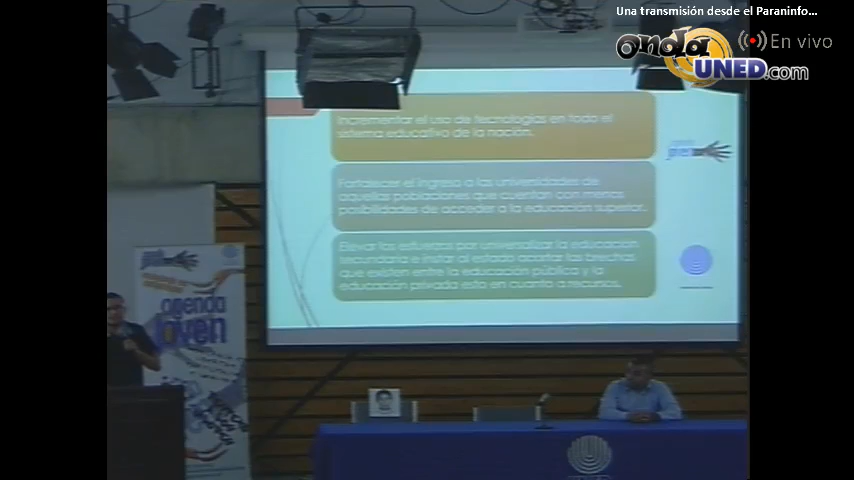 Una transmisión desde el Paraninfo...
onda
UNED.com
En vivo
Incrementar el uso de tecnologías en todo el
sistema educativo de la nación.
Fortalecer el ingreso a las universidades de
aquellas poblaciones que cuentan con menos
posibilidades de acceder a la educación superior.
Elevar los esfuerzos por universalizar la educación
secundaria e instar al estado acortar las brechas
que existen entre la educación pública y la
educación privada esto en cuanto a recursos.
agenda
joven